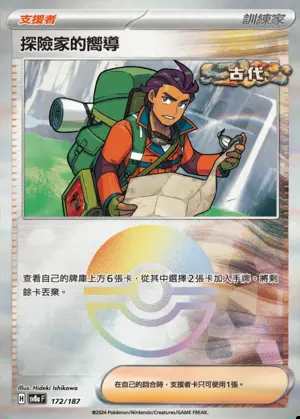 支援者
訓練家
探險家的嚮導
古代
查看自己的牌庫上方6張卡,從其中選擇2張卡加入手牌。將剩
餘卡丟棄。
Illus. Hideki Ishikawa
在自己的回合時,支援者卡只可使用1張。
H SV8a F 172/187
©2024 Pokémon/Nintendo/Creatures/GAME FREAK.